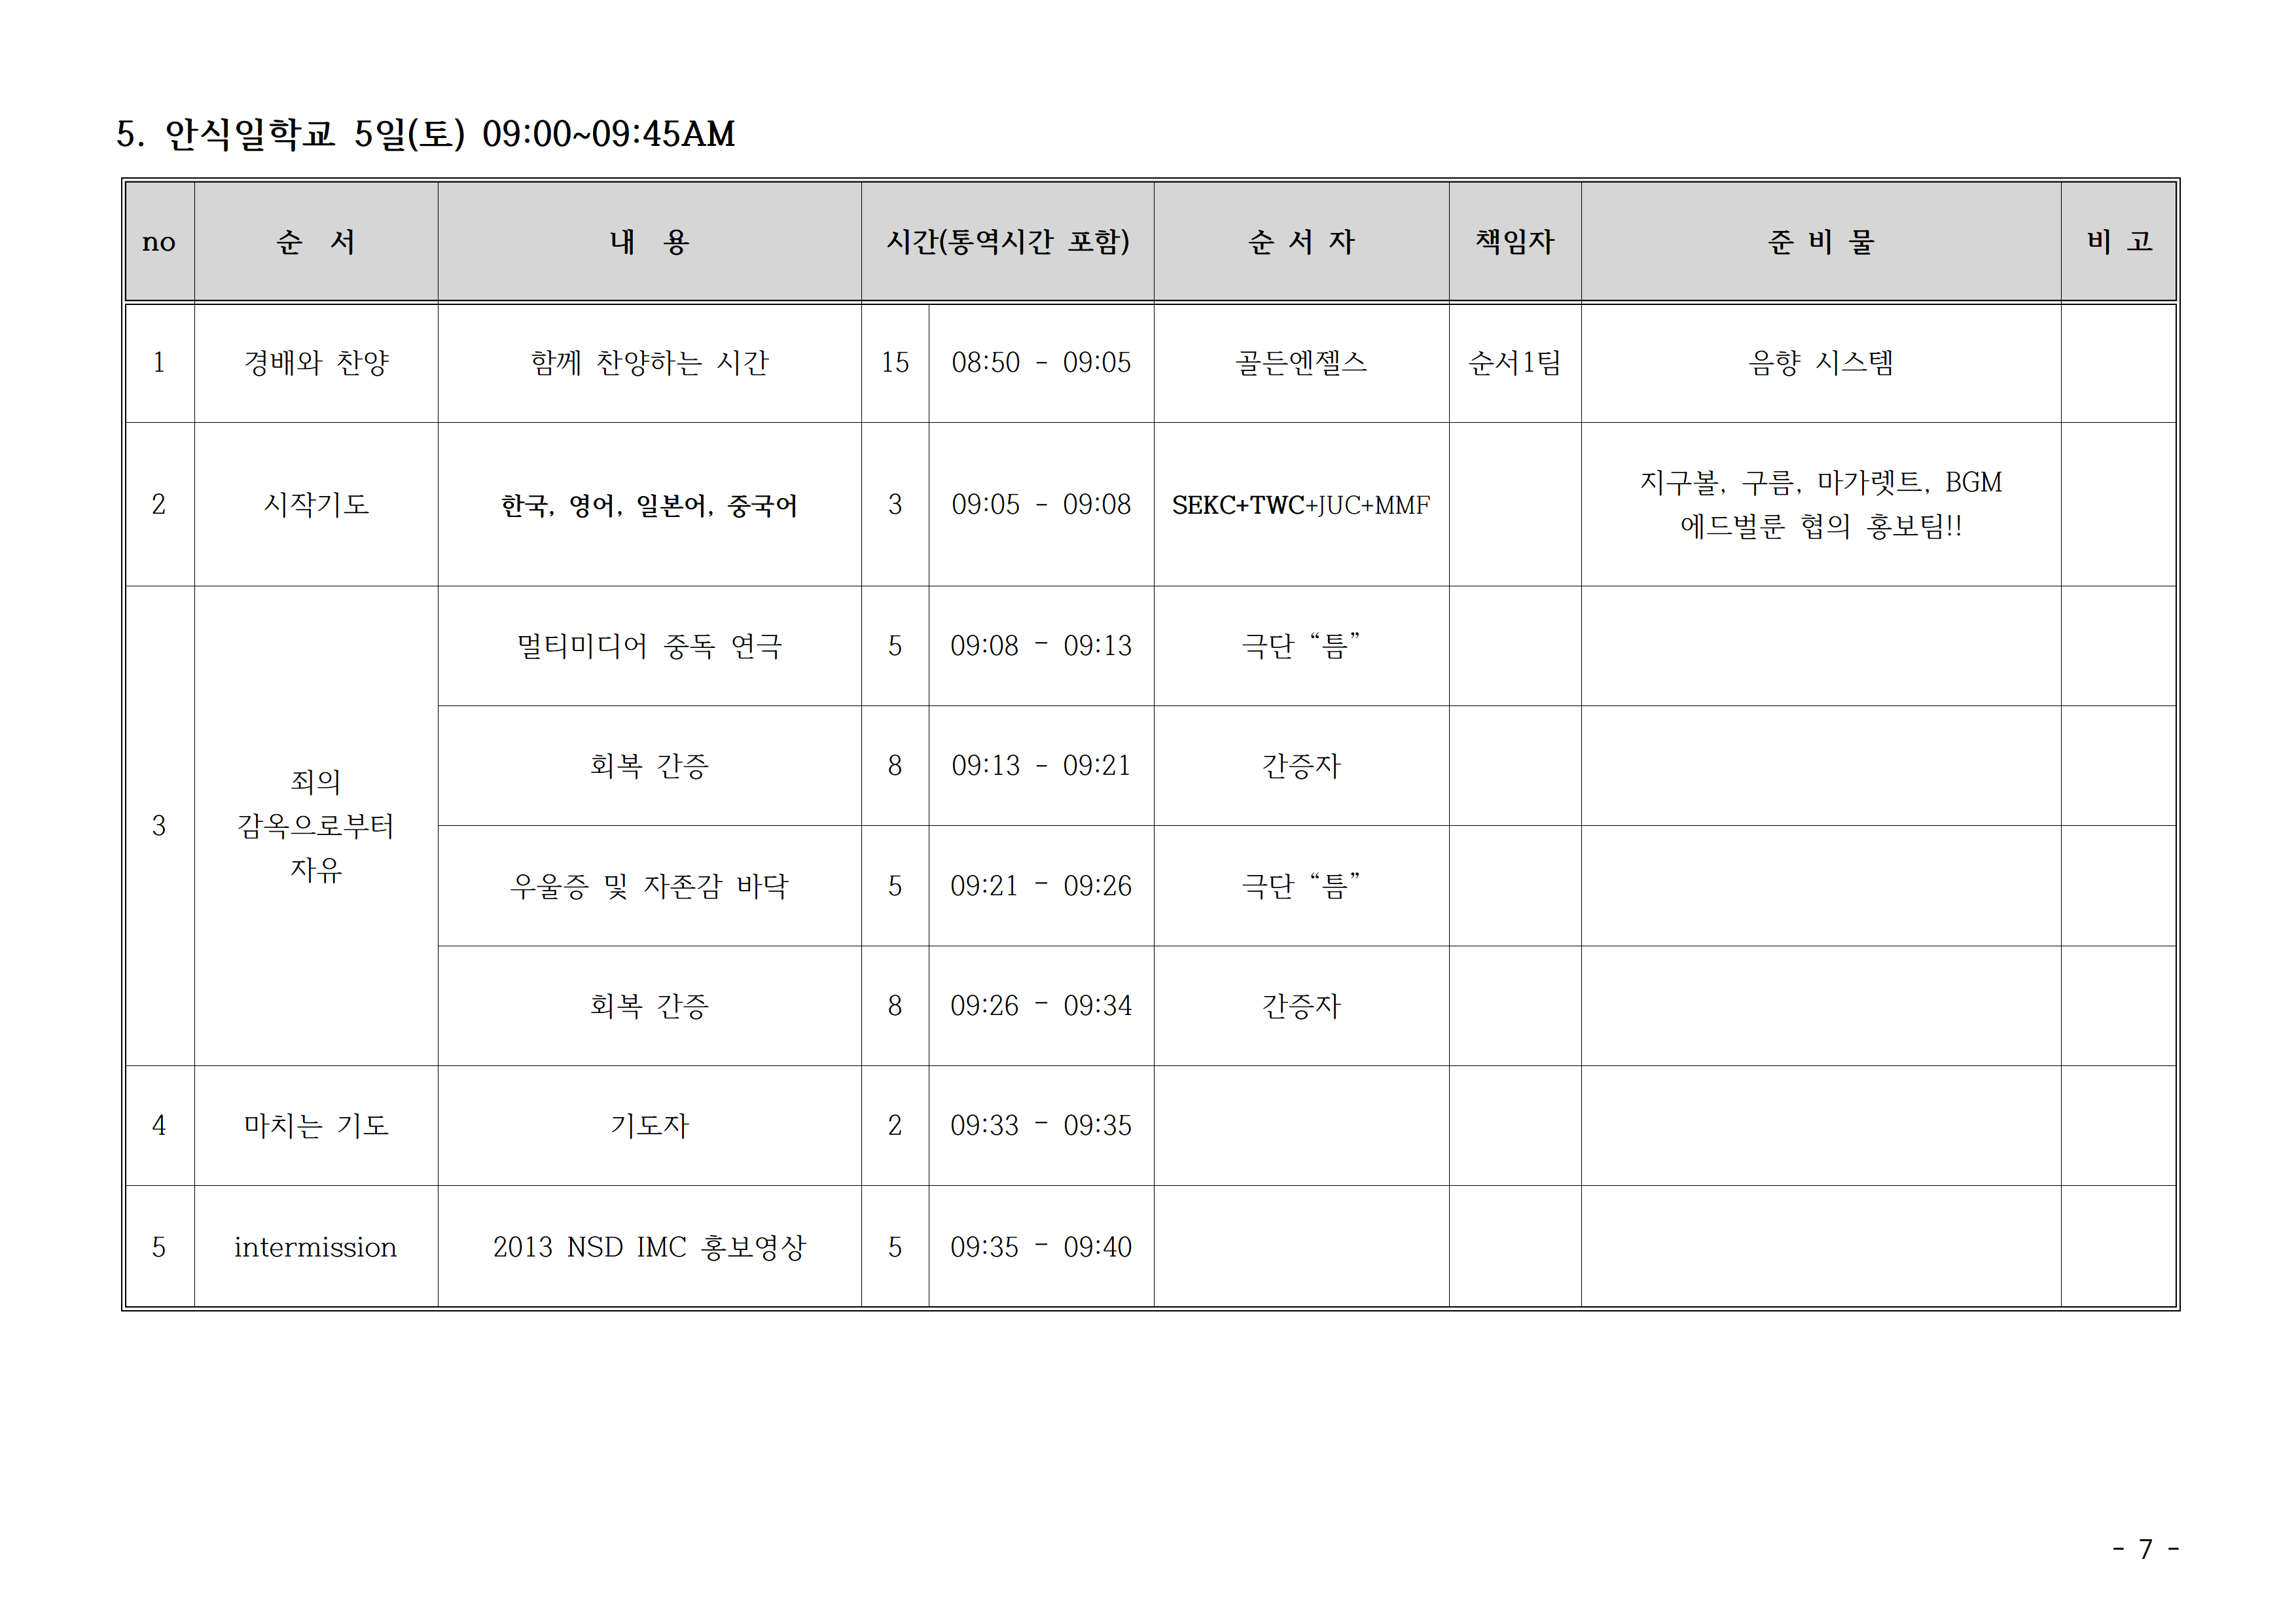 5. 안식일학교 5일(토) 09:00~09:45AM
no 순 서 내 용 시간(통역시간 포함) 순 서 자 책임자 준 비 물 비 고
1 경배와 찬양 함께 찬양하는 시간 15 08:50 - 09:05 골든엔젤스 순서1팀 음향 시스템
2 시작기도 한국, 영어, 일본어, 중국어 3 09:05 - 09:08 SEKC+TWC+JUC+MMF 지구볼, 구름, 마가렛트, BGM
에드벌룬 협의 홍보팀!!
3 죄의
감옥으로부터
자유
멀티미디어 중독 연극 5 09:08 - 09:13 극단 “틈”
회복 간증 8 09:13 - 09:21 간증자
우울증 및 자존감 바닥 5 09:21 - 09:26 극단 “틈”
회복 간증 8 09:26 - 09:34 간증자
4 마치는 기도 기도자 2 09:33 - 09:35
5 intermission 2013 NSD IMC 홍보영상 5 09:35 - 09:40
- 7 -